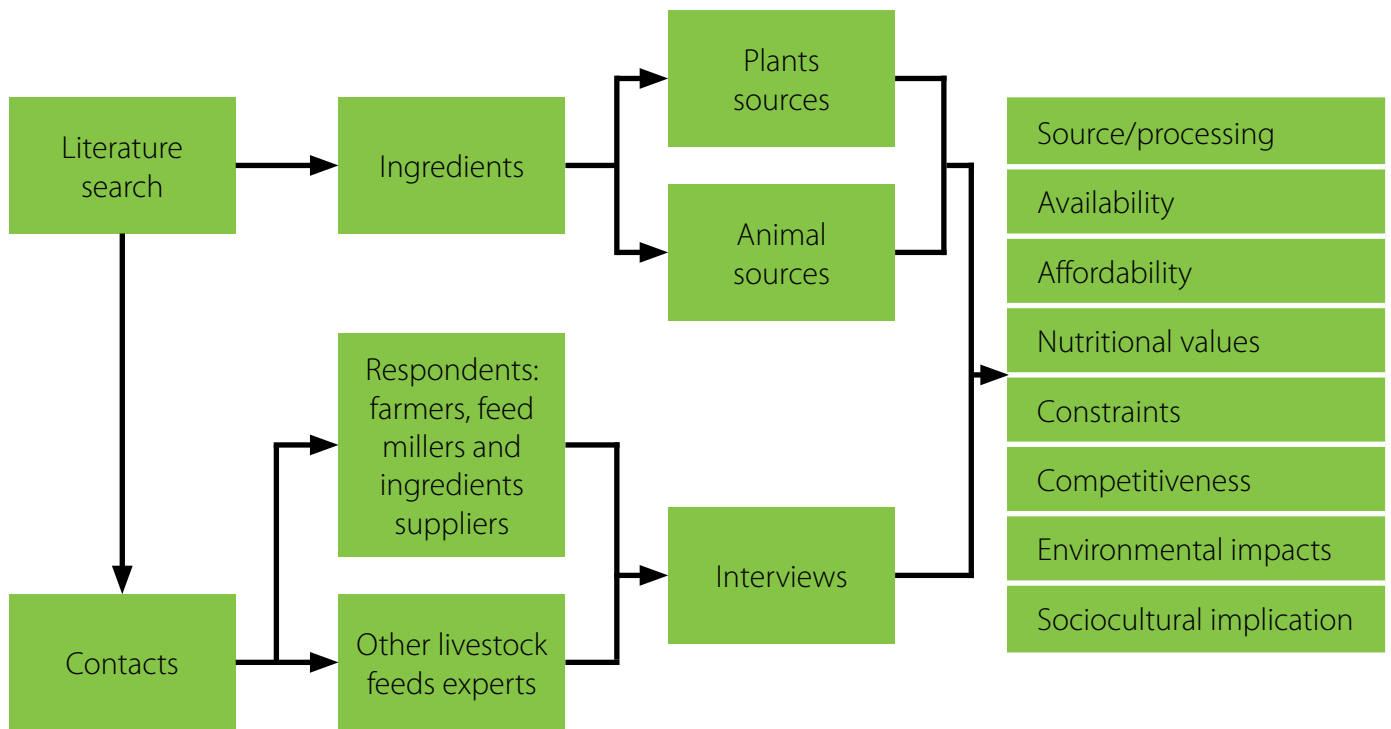 Literature
search
Ingredients
Plants
sources
Animal
sources
Contacts
Respondents:
farmers, feed
millers and
ingredients
suppliers
Other livestock
feeds experts
Interviews
Source/processing
Availability
Affordability
Nutritional values
Constraints
Competitiveness
Environmental impacts
Sociocultural implication